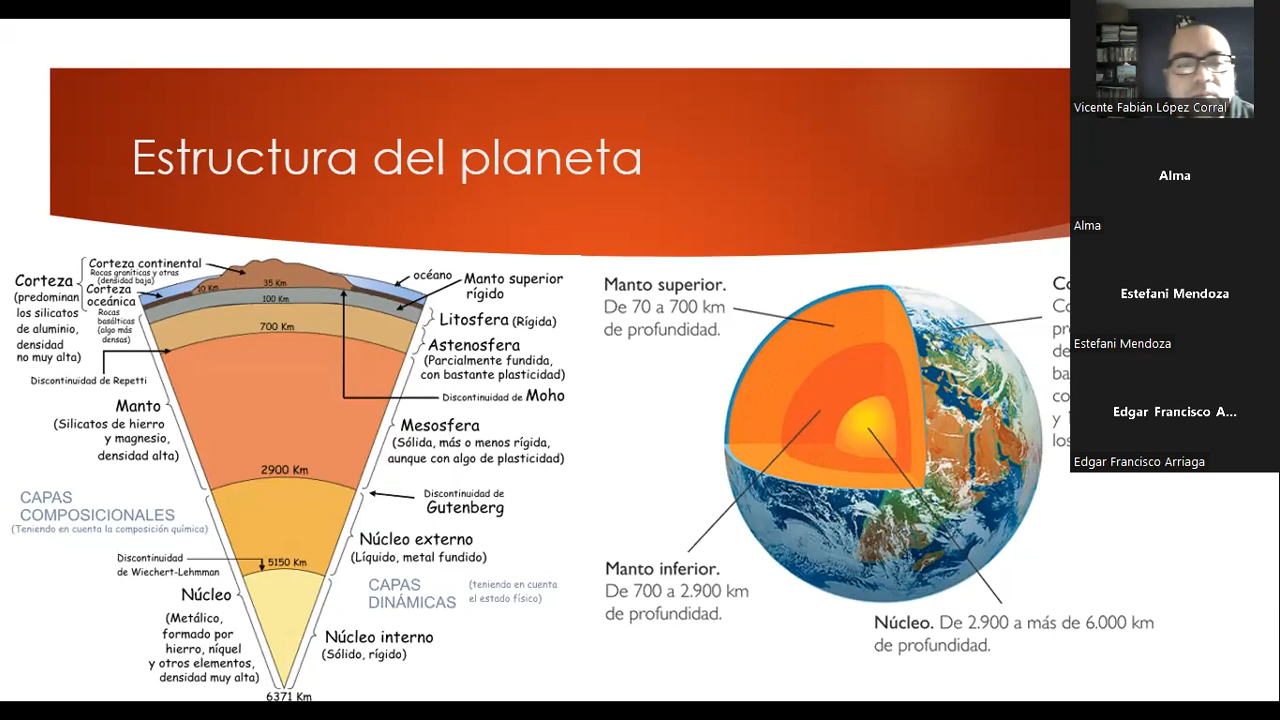 Estructura del planeta
Corteza
(predominan
los silicatos
de aluminio,
densidad
no muy alta)
Corteza continental
Rocas graníticas y otras
(densidad baja)
Corteza
oceánica
Rocas
basálticas
(algo más
densas)
10 Km
35 Km
100 Km
700 Km
océano
Manto superior
rígido
Litosfera (Rígida)
Astenosfera
(Parcialmente fundida,
con bastante plasticidad)
Discontinuidad de Repetti
Discontinuidad de Moho
Manto
(Silicatos de hierro
y magnesio,
densidad alta)
Mesosfera
(Sólida, más o menos rígida,
aunque con algo de plasticidad)
2900 Km
CAPAS
COMPOSICIONALES
(Teniendo en cuenta la composición química)
Discontinuidad de
Gutenberg
Núcleo externo
(Líquido, metal fundido)
Discontinuidad
de Wiechert-Lehmman
5150 Km
CAPAS
DINÁMICAS
(teniendo en cuenta
el estado físico)
Núcleo
(Metálico,
formado por
hierro, níquel
y otros elementos,
densidad muy alta)
Núcleo interno
(Sólido, rígido)
6371 Km
Manto superior.
De 70 a 700 km
de profundidad.
Manto inferior.
De 700 a 2.900 km
de profundidad.
Núcleo. De 2.900 a más de 6.000 km
de profundidad.
Vicente Fabián López Corral
Alma
Alma
Estefani Mendoza
Estefani Mendoza
Edgar Francisco A...
Edgar Francisco Arriaga